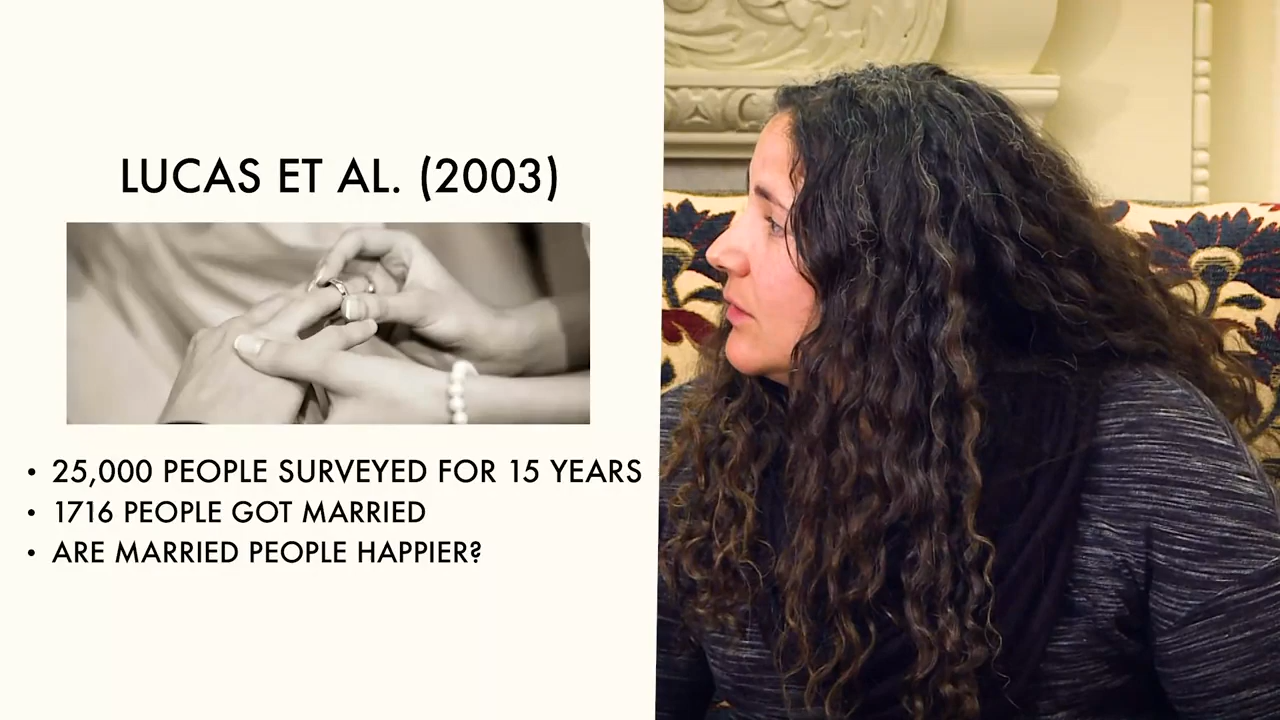 LUCAS ET AL. (2003)
• 25,000 PEOPLE SURVEYED FOR 15 YEARS
• 1716 PEOPLE GOT MARRIED
• ARE MARRIED PEOPLE HAPPIER?